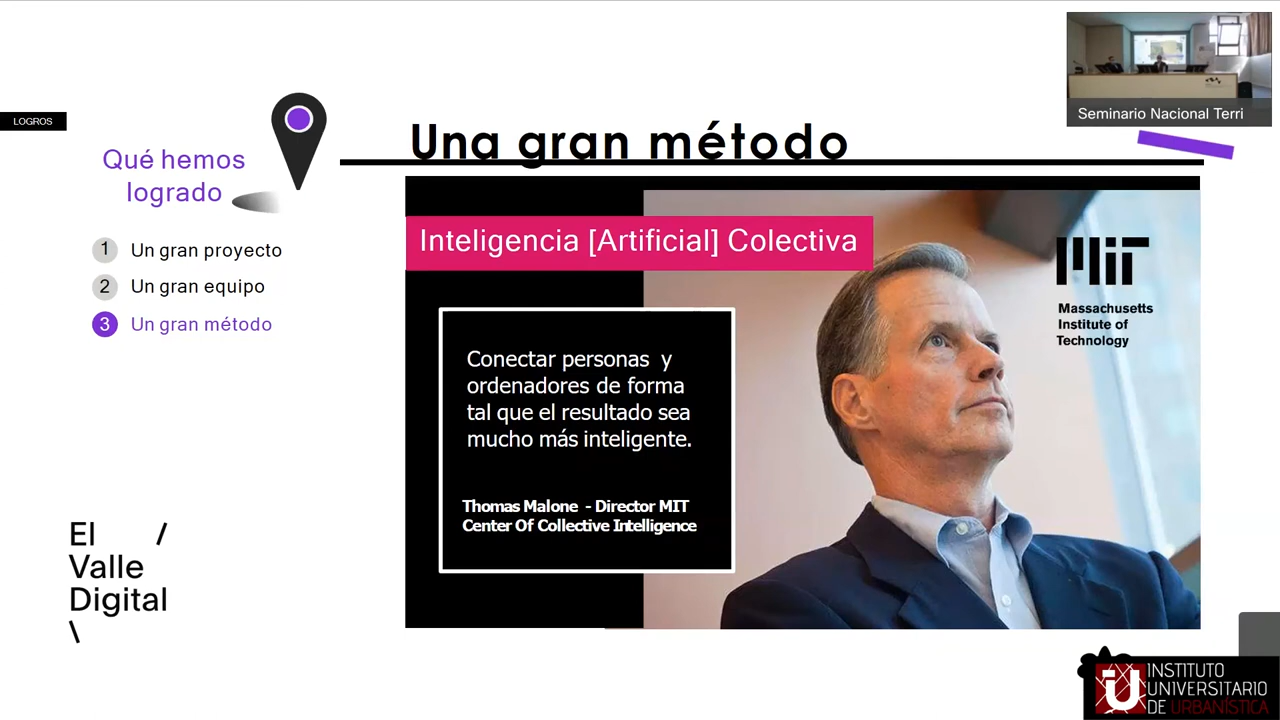 LOGROS
Qué hemos
logrado
1 Un gran proyecto
2 Un gran equipo
3 Un gran método
El /
Valle
Digital
\
Una gran método
Inteligencia [Artificial] Colectiva
Conectar personas y
ordenadores de forma
tal que el resultado sea
mucho más inteligente.
Thomas Malone - Director MIT
Center Of Collective Intelligence
MIT
Massachusetts
Institute of
Technology
Seminario Nacional Terri
iU INSTITUTO
UNIVERSITARIO
DE URBANÍSTICA